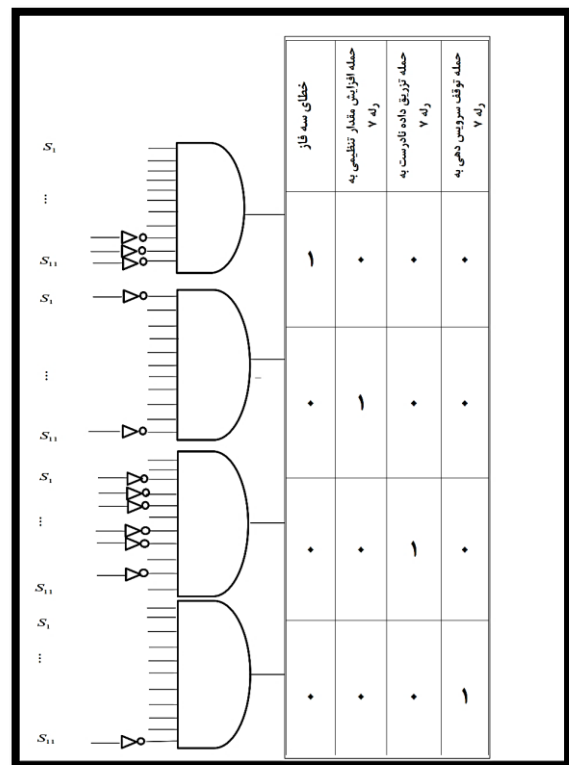 خطای سه فاز
حمله افزایش مقدار تنظیمی به
رله ۷
حمله تزریق داده نادرست به
رله ۷
حمله توقف سرویس دهی به
رله ۷
S₁
...
S₁₁
۱ ۰ ۰ ۰
S₁
...
S₁₁
۰ ۱ ۰ ۰
S₁
...
S₁₁
۰ ۰ ۱ ۰
S₁
...
S₁₁
۰ ۰ ۰ ۱